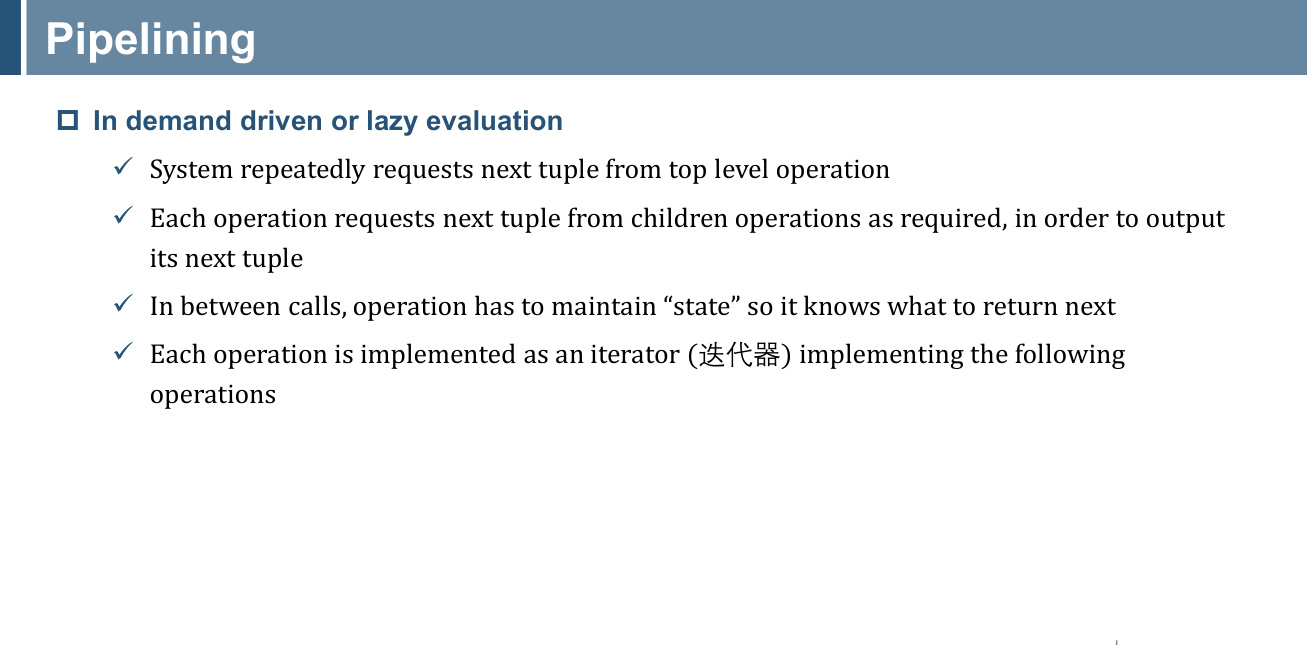 Pipelining
In demand driven or lazy evaluation
System repeatedly requests next tuple from top level operation
Each operation requests next tuple from children operations as required, in order to output
its next tuple
In between calls, operation has to maintain “state” so it knows what to return next
Each operation is implemented as an iterator (迭代器) implementing the following
operations